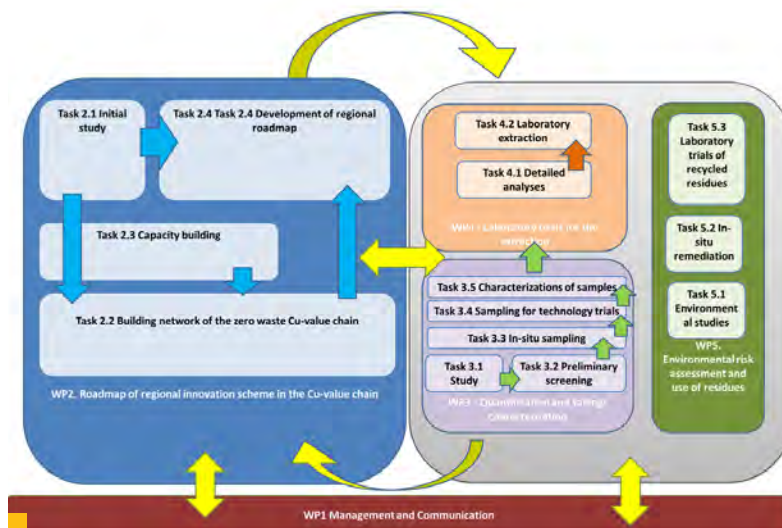 Task 2.1 Initial
study
Task 2.4 Task 2.4 Development of regional
roadmap
Task 2.3 Capacity building
Task 2.2 Building network of the zero waste Cu-value chain
WP2. Roadmap of regional innovation scheme in the Cu-value chain
Task 4.2 Laboratory
extraction
Task 4.1 Detailed
analyses
Laboratory for the
Task 3.5 Characterizations of samples
Task 3.4 Sampling for technology trials
Task 3.3 In-situ sampling
Task 3.1
Study
Task 3.2 Preliminary
screening
and
Task 5.3
Laboratory
trials of
recycled
residues
Task 5.2 In-
situ
remediation
Task 5.1
Environment
al studies
WP5.
Environmental risk
assessment and
use of residues
WP1 Management and Communication